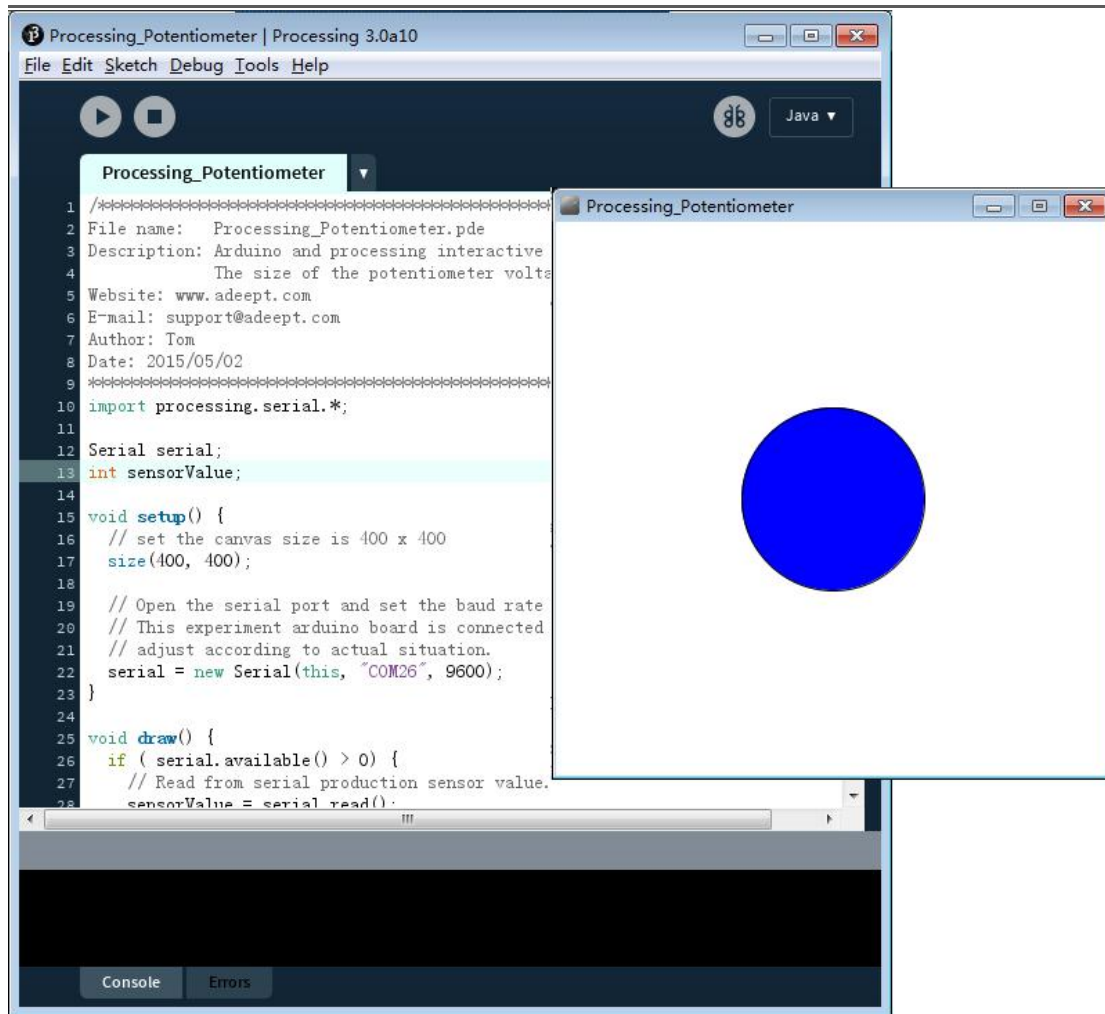 Processing_Potentiometer | Processing 3.0a10
File Edit Sketch Debug Tools Help
Java ▼
Processing_Potentiometer ▼
1 /**************************************************
2 File name: Processing_Potentiometer.pde
3 Description: Arduino and processing interactive
4 The size of the potentiometer volta
5 Website: www.adeept.com
6 E-mail: support@adeept.com
7 Author: Tom
8 Date: 2015/05/02
9 **************************************************
10 import processing.serial.*;
11
12 Serial serial;
13 int sensorValue;
14
15 void setup() {
16 // set the canvas size is 400 x 400
17 size(400, 400);
18
19 // Open the serial port and set the baud rate
20 // This experiment arduino board is connected
21 // adjust according to actual situation.
22 serial = new Serial(this, "COM26", 9600);
23 }
24
25 void draw() {
26 if ( serial.available() > 0) {
27 // Read from serial production sensor value.
28 sensorValue = serial.read();
Processing_Potentiometer
Console Errors